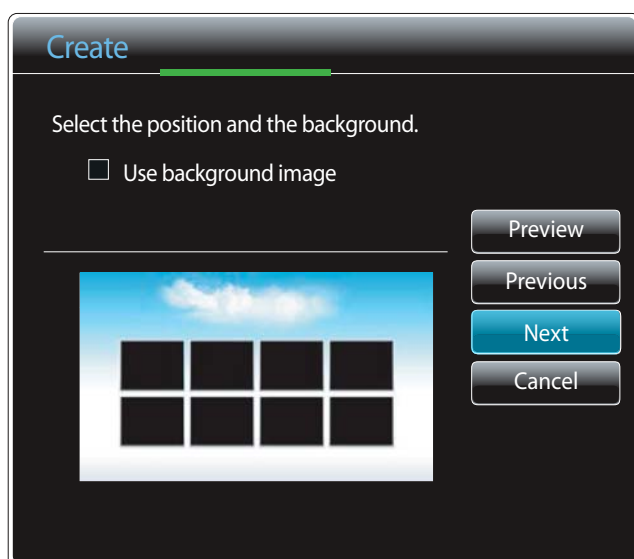 Create
Select the position and the background.
Use background image
Preview
Previous
Next
Cancel